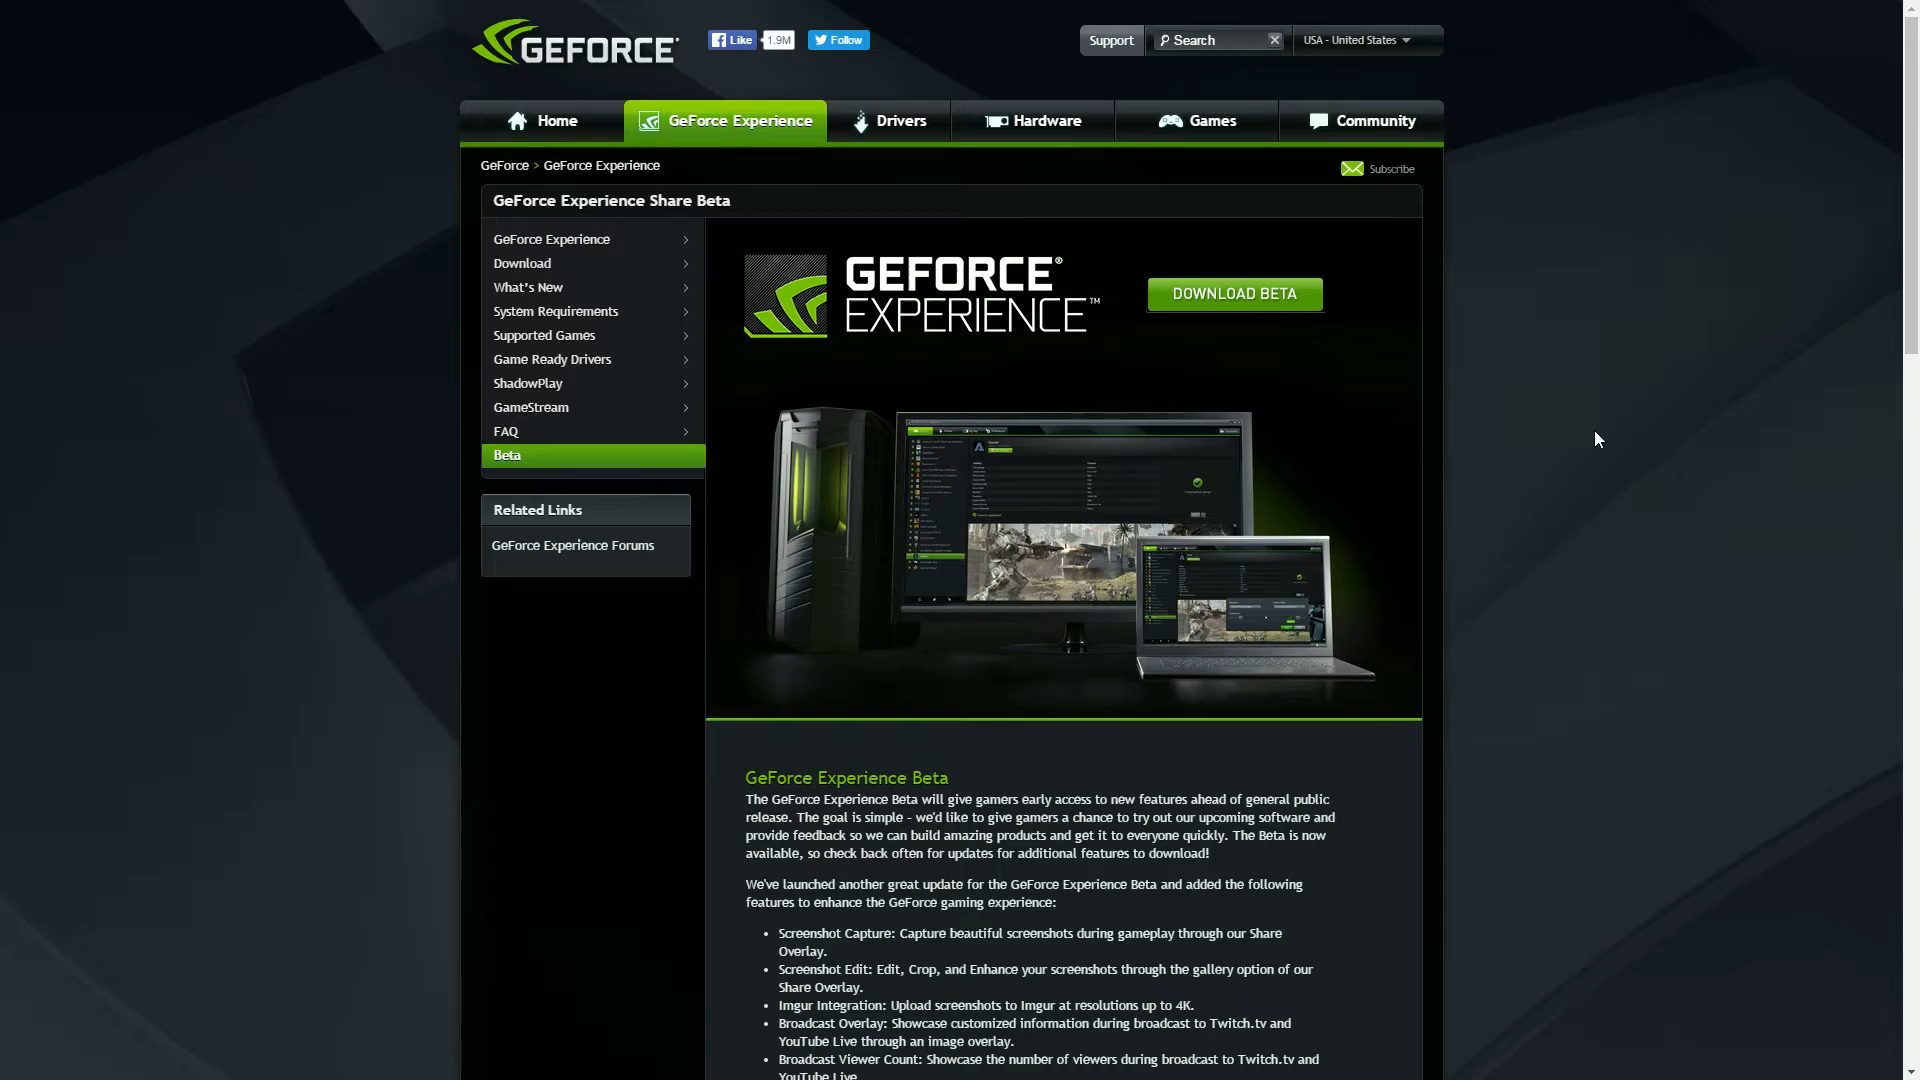 GEFORCE
Like
1.9M
Follow
Support
Search
USA - United States
Home
GeForce Experience
Drivers
Hardware
Games
Community
GeForce > GeForce Experience
Subscribe
GeForce Experience Share Beta
GeForce Experience
Download
What's New
System Requirements
Supported Games
Game Ready Drivers
ShadowPlay
GameStream
FAQ
Beta
Related Links
GeForce Experience Forums
GEFORCE®
EXPERIENCE™
DOWNLOAD BETA
GeForce Experience Beta
The GeForce Experience Beta will give gamers early access to new features ahead of general public
release. The goal is simple - we'd like to give gamers a chance to try out our upcoming software and
provide feedback so we can build amazing products and get it to everyone quickly. The Beta is now
available, so check back often for updates for additional features to download!
We've launched another great update for the GeForce Experience Beta and added the following
features to enhance the GeForce gaming experience:
• Screenshot Capture: Capture beautiful screenshots during gameplay through our Share
Overlay.
• Screenshot Edit: Edit, Crop, and Enhance your screenshots through the gallery option of our
Share Overlay.
• Imgur Integration: Upload screenshots to Imgur at resolutions up to 4K.
• Broadcast Overlay: Showcase customized information during broadcast to Twitch.tv and
YouTube Live through an image overlay.
• Broadcast Viewer Count: Showcase the number of viewers during broadcast to Twitch.tv and
YouTube Live